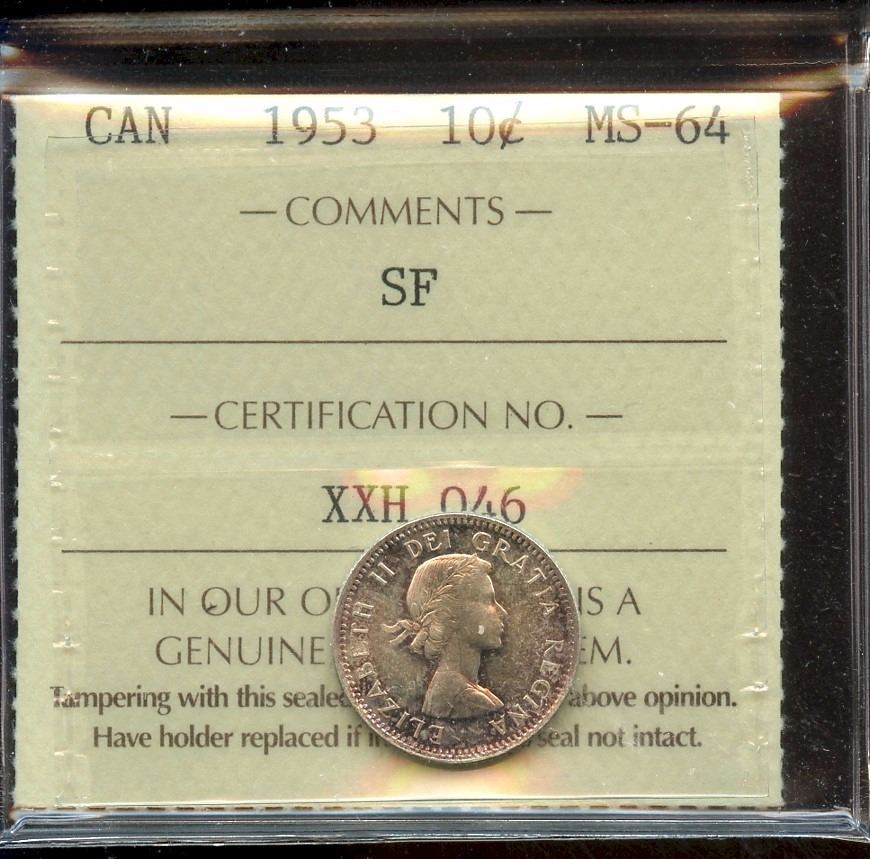 CAN 1953 10¢ MS-64
— COMMENTS —
SF
— CERTIFICATION NO. —
XXH 046
IN OUR O IS A
GENUINE EM.
Tampering with this sealed above opinion.
Have holder replaced if seal not intact.
ELIZABETH II DEI GRATIA REGINA